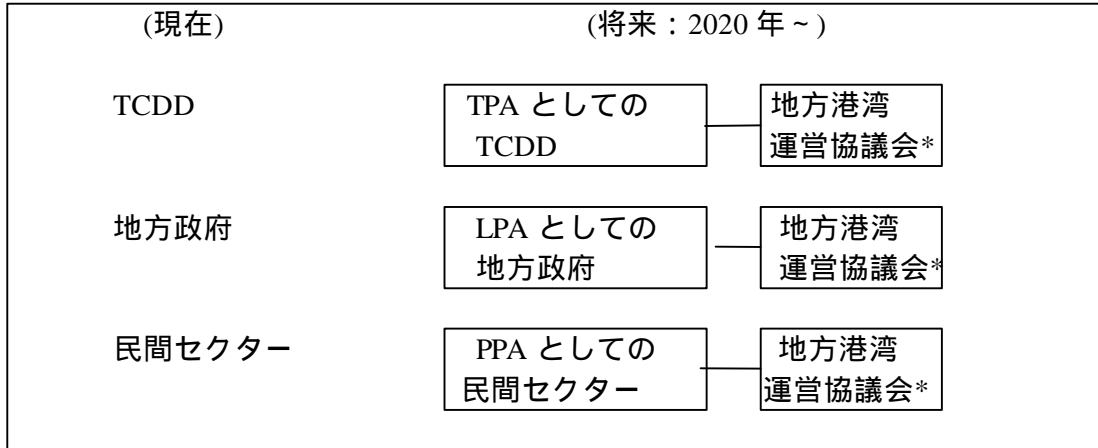 (現在) (将来：2020 年~)
TCDD
TPA としての
TCDD
地方港湾
運営協議会*
地方政府
LPA としての
地方政府
地方港湾
運営協議会*
民間セクター
PPA としての
民間セクター
地方港湾
運営協議会*